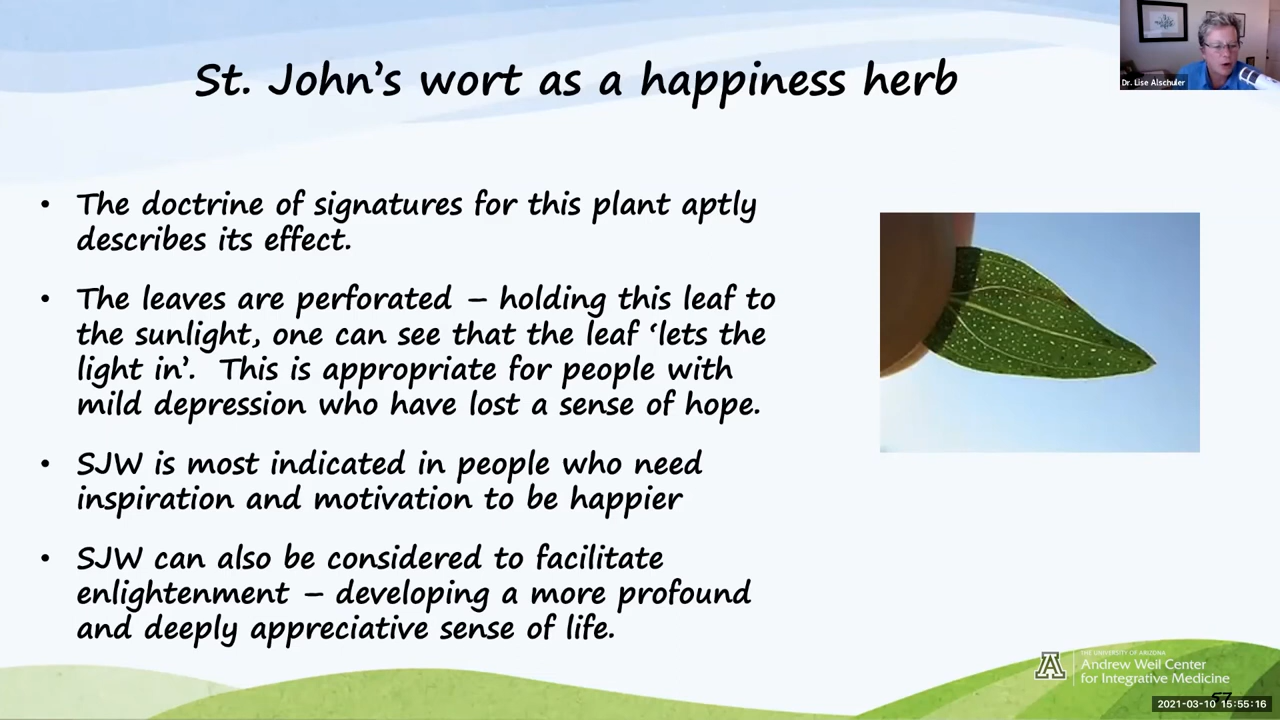 St. John's wort as a happiness herb
Dr. Lise Alschuler
• The doctrine of signatures for this plant aptly
describes its effect.
• The leaves are perforated – holding this leaf to
the sunlight, one can see that the leaf ‘lets the
light in’.  This is appropriate for people with
mild depression who have lost a sense of hope.
• SJW is most indicated in people who need
inspiration and motivation to be happier
• SJW can also be considered to facilitate
enlightenment – developing a more profound
and deeply appreciative sense of life.
THE UNIVERSITY OF ARIZONA
Andrew Weil Center
for Integrative Medicine
57
2021-03-10 15:55:16